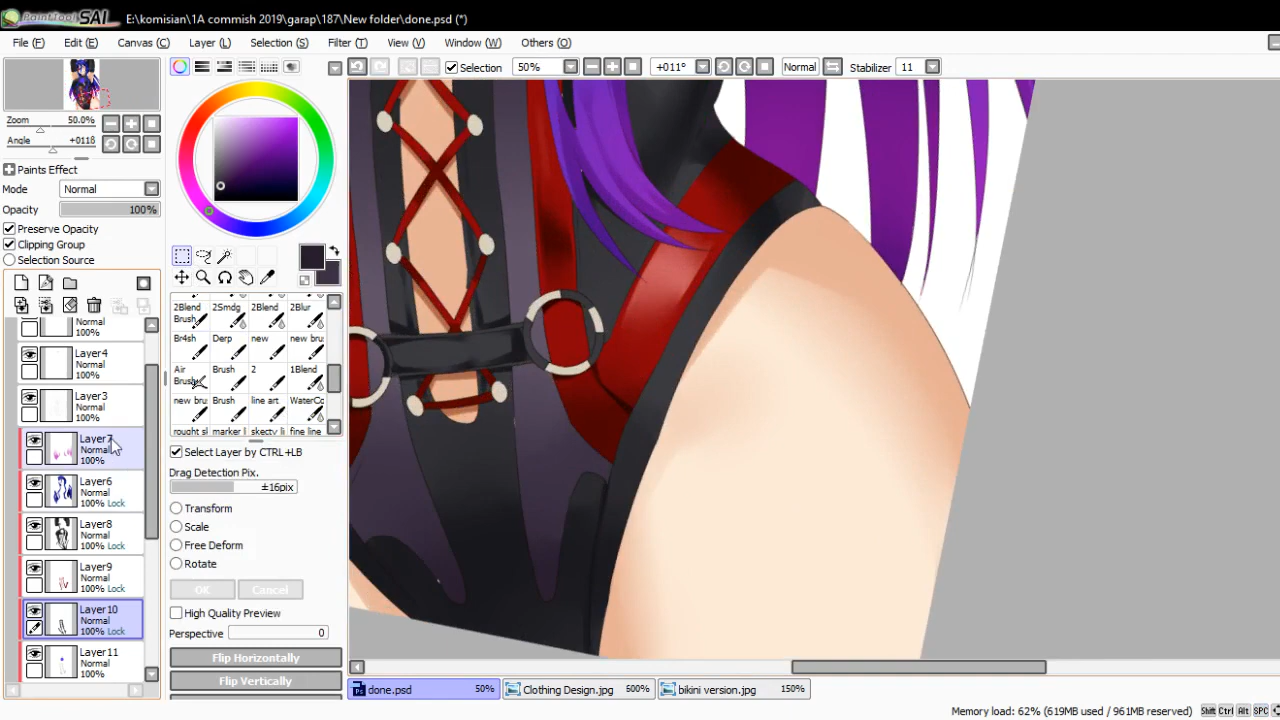 PaintTool SAI E:\komisian\1A commish 2019\garap\187\New folder\done.psd (*)
File (F) Edit (E) Canvas (C) Layer (L) Selection (S) Filter (T) View (V) Window (W) Others (O)
Selection 50% +011° Normal Stabilizer 11
Zoom 50.0%
Angle +011§
Paints Effect
Mode Normal
Opacity 100%
Preserve Opacity
Clipping Group
Selection Source
Normal
100%
Layer4
Normal
100%
Layer3
Normal
100%
Layer7
Normal
100%
Layer6
Normal
100% Lock
Layer8
Normal
100% Lock
Layer9
Normal
100% Lock
Layer10
Normal
100% Lock
Layer11
Normal
2Blend Brush 2Smdg 2Blend 2Blur
Br4sh Derp new new bru
Air Brush Brush 2 1Blend
new bru Brush line art WaterCo
rought sl marker l skecty li fine line
Select Layer by CTRL+LB
Drag Detection Pix.
±16pix
Transform
Scale
Free Deform
Rotate
OK Cancel
High Quality Preview
Perspective 0
Flip Horizontally
Flip Vertically
done.psd 50% Clothing Design.jpg 600% bikini version.jpg 150%
Memory load: 62% (619MB used / 961MB reserved) Shift Ctrl Alt SPC